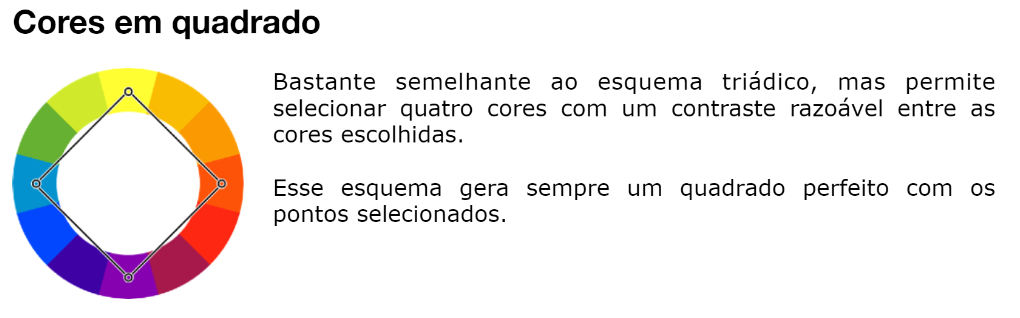 Cores em quadrado
Bastante semelhante ao esquema triádico, mas permite
selecionar quatro cores com um contraste razoável entre as
cores escolhidas.
Esse esquema gera sempre um quadrado perfeito com os
pontos selecionados.